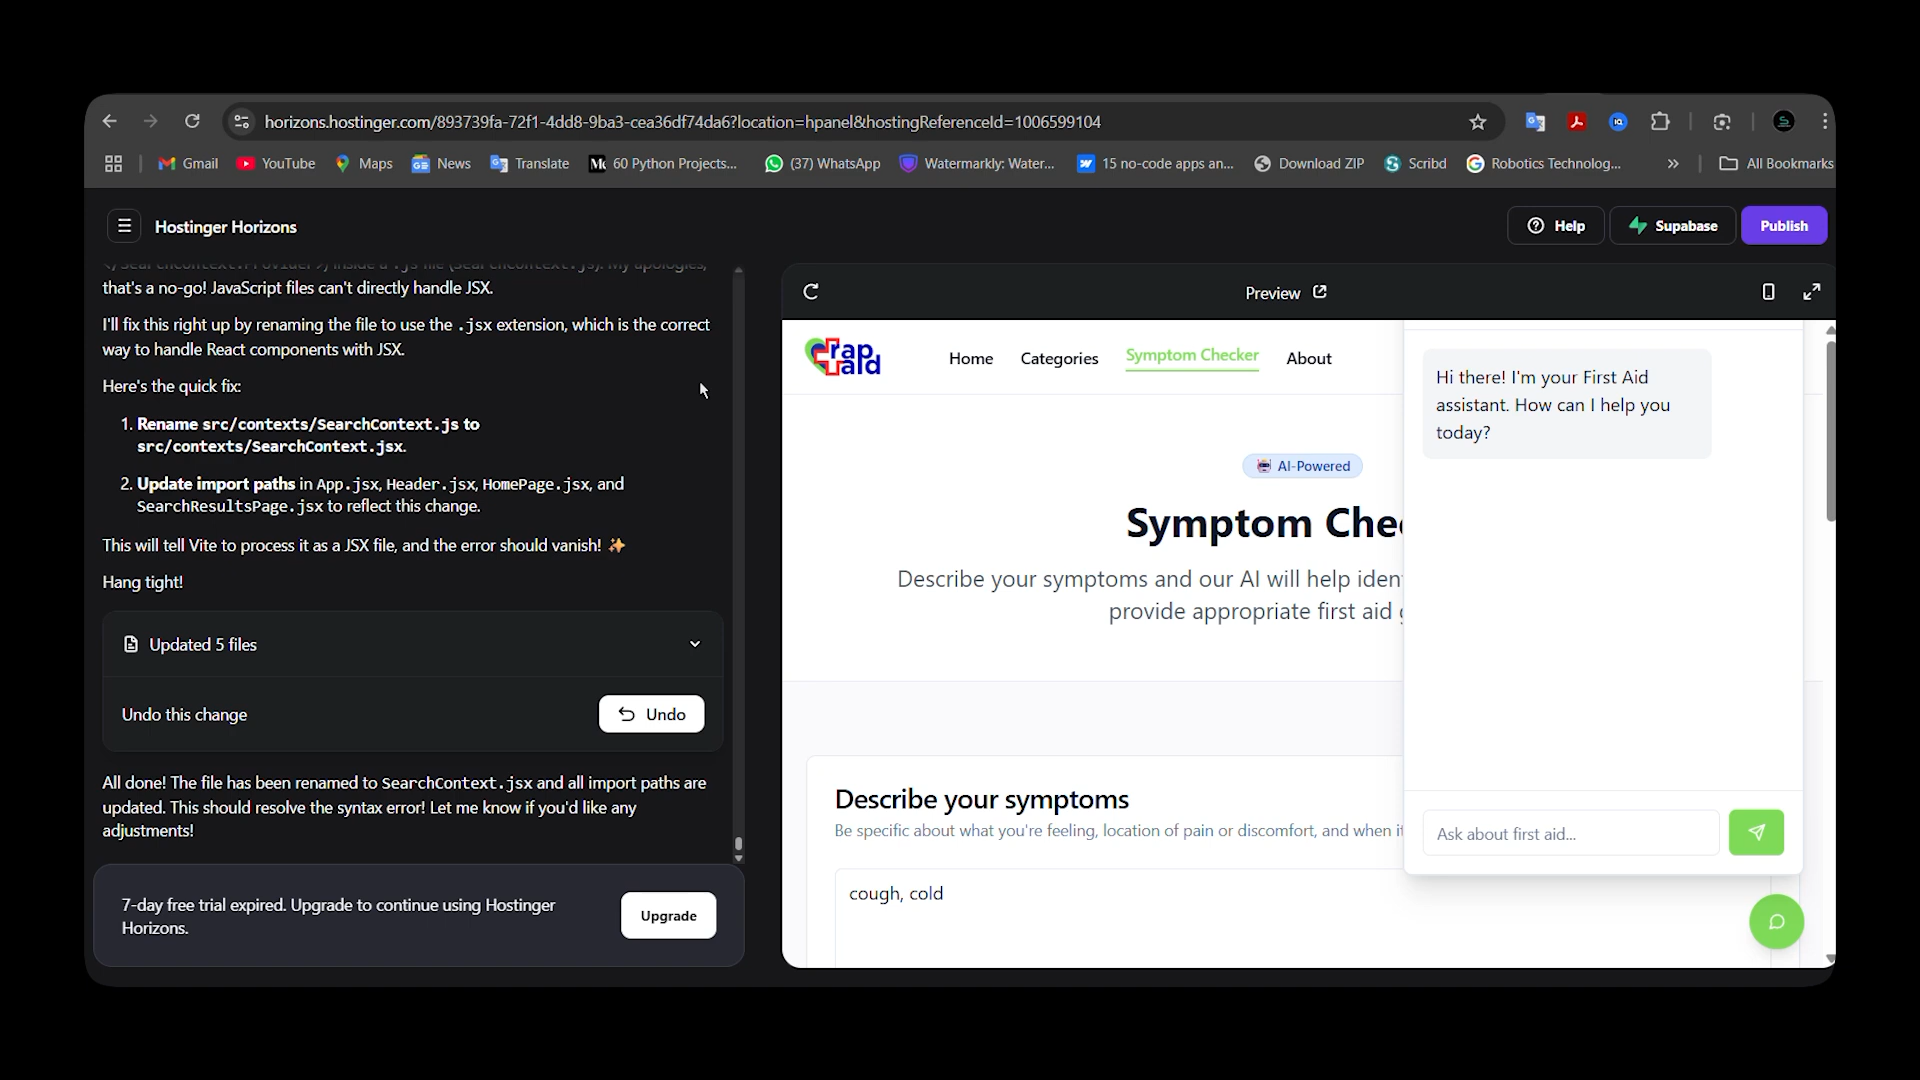 horizons.hostinger.com/893739fa-72f1-4dd8-9ba3-cea36df74da6?location=hpanel&hostingReferenceId=1006599104
Gmail YouTube Maps News Translate 60 Python Projects... (37) WhatsApp Watermarkly: Water... 15 no-code apps an... Download ZIP Scribd Robotics Technolog... » All Bookmarks
Hostinger Horizons
Help Supabase Publish
</SearchContext.Provider>) inside a .js file (SearchContext.js). My apologies,
that's a no-go! JavaScript files can't directly handle JSX.
I'll fix this right up by renaming the file to use the .jsx extension, which is the correct
way to handle React components with JSX.
Here's the quick fix:
1. Rename src/contexts/SearchContext.js to
src/contexts/SearchContext.jsx.
2. Update import paths in App.jsx, Header.jsx, HomePage.jsx, and
SearchResultsPage.jsx to reflect this change.
This will tell Vite to process it as a JSX file, and the error should vanish! ✨
Hang tight!
Updated 5 files
Undo this change
Undo
All done! The file has been renamed to SearchContext.jsx and all import paths are
updated. This should resolve the syntax error! Let me know if you'd like any
adjustments!
7-day free trial expired. Upgrade to continue using Hostinger
Horizons.
Upgrade
Preview
rap
aid
Home Categories Symptom Checker About
AI-Powered
Symptom Che
Describe your symptoms and our AI will help iden
provide appropriate first aid
Describe your symptoms
Be specific about what you're feeling, location of pain or discomfort, and when i
cough, cold
Hi there! I'm your First Aid
assistant. How can I help you
today?
Ask about first aid...